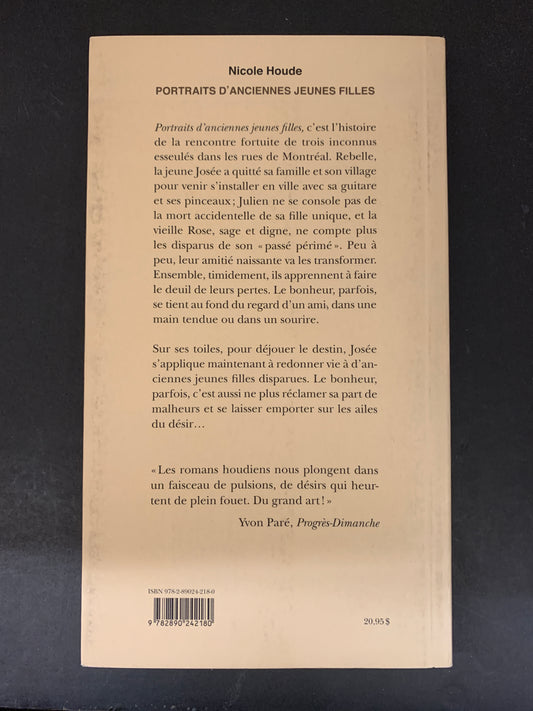 Nicole Houde
PORTRAITS D'ANCIENNES JEUNES FILLES
Portraits d'anciennes jeunes filles, c'est l'histoire
de la rencontre fortuite de trois inconnus
esseulés dans les rues de Montréal. Rebelle,
la jeune Josée a quitté sa famille et son village
pour venir s'installer en ville avec sa guitare
et ses pinceaux ; Julien ne se console pas de
la mort accidentelle de sa fille unique, et la
vieille Rose, sage et digne, ne compte plus
les disparus de son « passé périmé ». Peu à
peu, leur amitié naissante va les transformer.
Ensemble, timidement, ils apprennent à faire
le deuil de leurs pertes. Le bonheur, parfois,
se tient au fond du regard d'un ami, dans une
main tendue ou dans un sourire.
Sur ses toiles, pour déjouer le destin, Josée
s'applique maintenant à redonner vie à d'an-
ciennes jeunes filles disparues. Le bonheur,
parfois, c'est aussi ne plus réclamer sa part de
malheurs et se laisser emporter sur les ailes
du désir…
« Les romans houdiens nous plongent dans
un faisceau de pulsions, de désirs qui heur-
tent de plein fouet. Du grand art ! »
Yvon Paré, Progrès-Dimanche
ISBN 978-2-89024-218-0
9 782890 242180
20,95 $